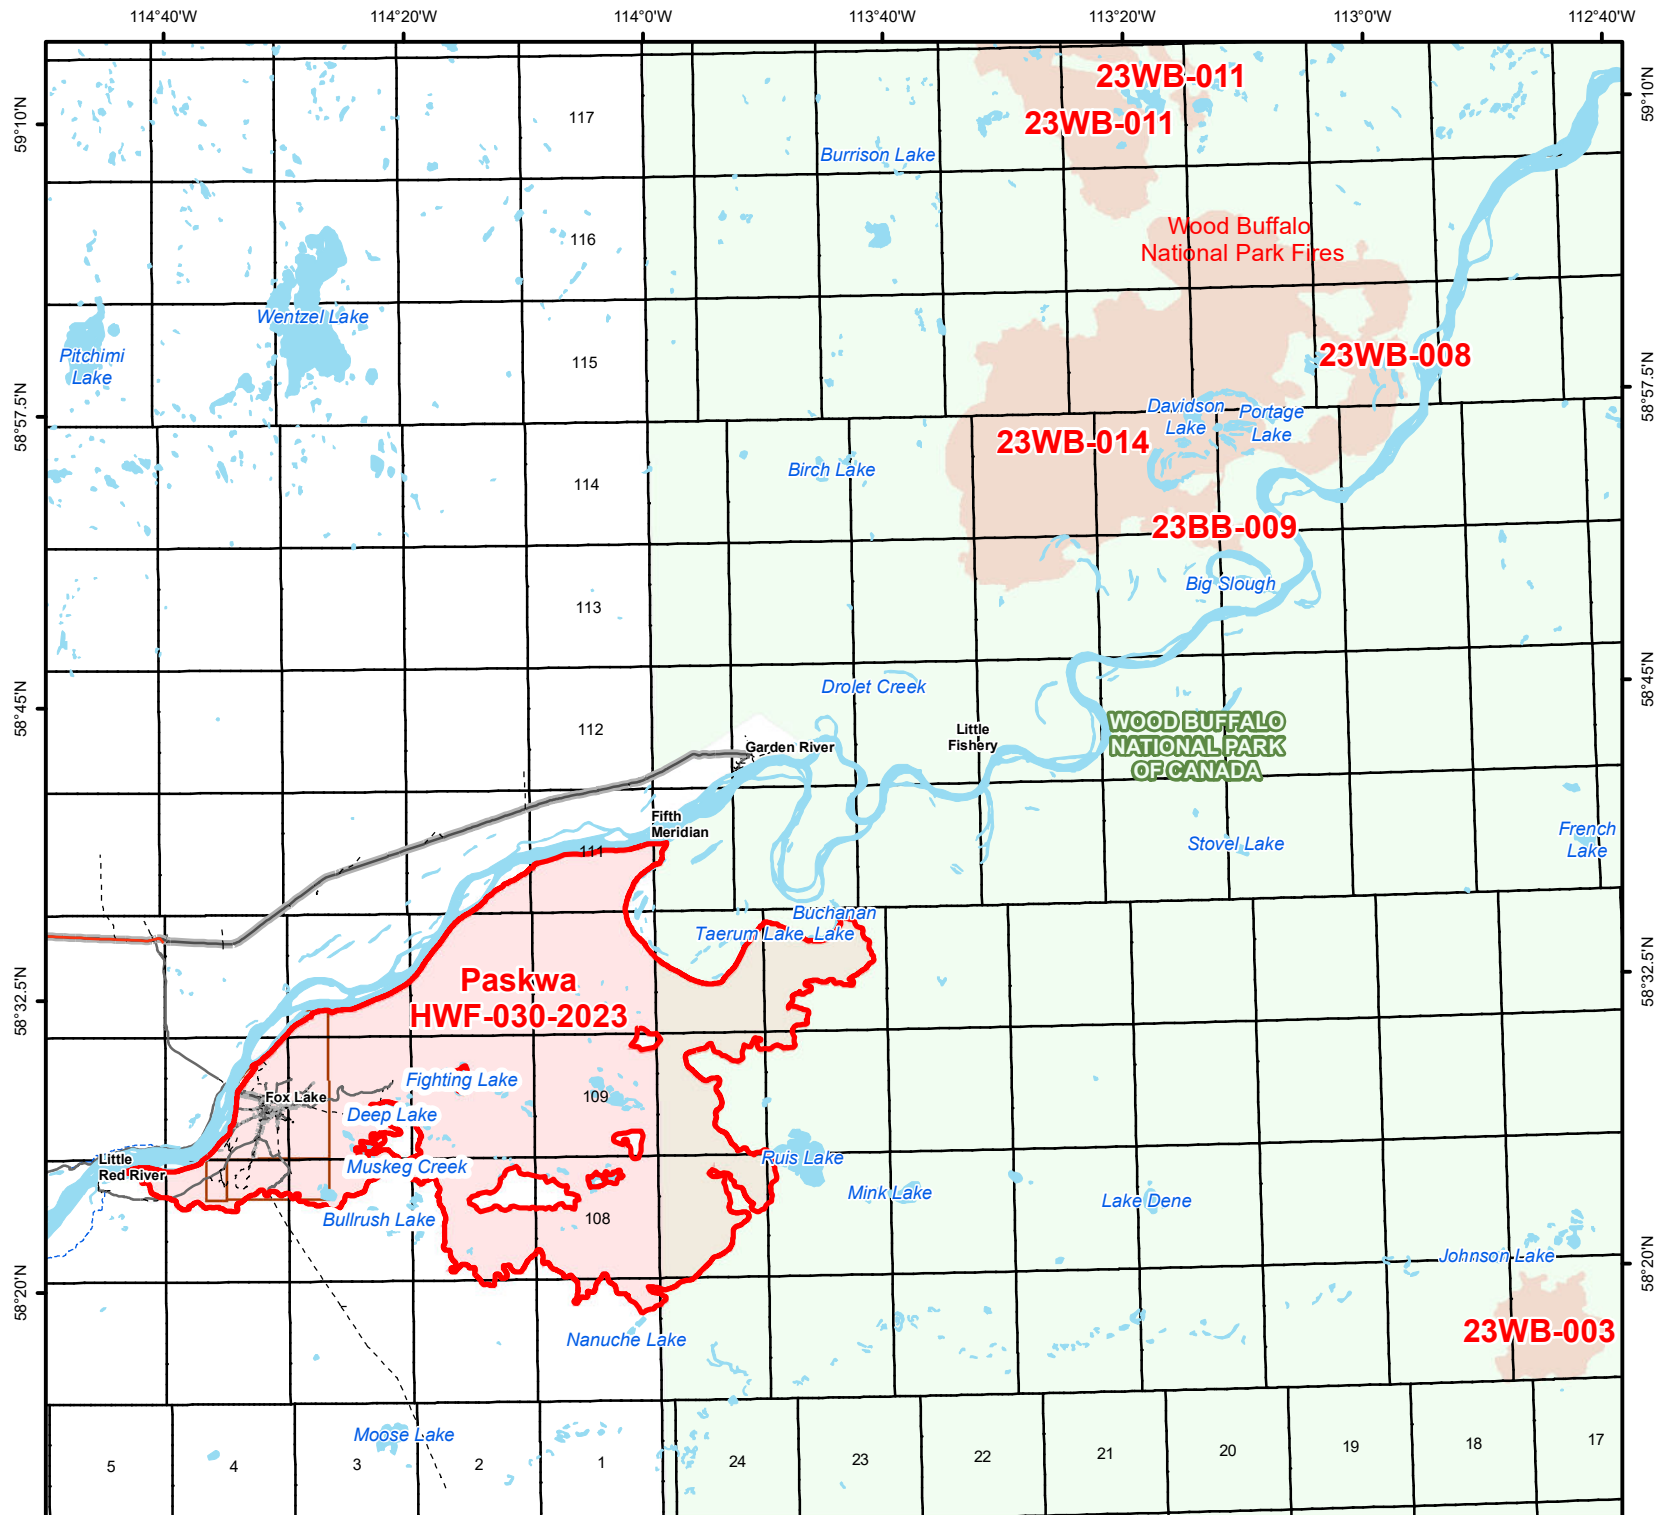 114°40'W
114°20'W
114°0'W
113°40'W
113°20'W
113°0'W
112°40'W
59°10'N
59°10'N
117
23WB-011
23WB-011
Burrison Lake
116
Wood Buffalo
National Park Fires
Wentzel Lake
Pitchimi
Lake
115
23WB-008
58°57.5'N
58°57.5'N
Davidson
Lake
Portage
Lake
23WB-014
Birch Lake
114
23BB-009
Big Slough
113
58°45'N
58°45'N
Drolet Creek
112
Garden River
Little
Fishery
WOOD BUFFALO
NATIONAL PARK
OF CANADA
Fifth
Meridian
111
Stovel Lake
French
Lake
Buchanan
Lake
Taerum Lake
58°32.5'N
58°32.5'N
Paskwa
HWF-030-2023
Fighting Lake
109
Fox Lake
Deep Lake
Little
Red River
Muskeg Creek
Ruis Lake
Mink Lake
Lake Dene
Bullrush Lake
108
Johnson Lake
58°20'N
58°20'N
Nanuche Lake
23WB-003
Moose Lake
5
4
3
2
1
24
23
22
21
20
19
18
17